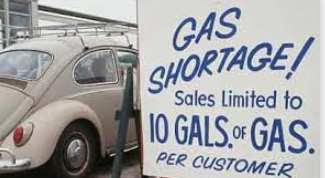 GAS
SHORTAGE!
Sales Limited to
10 GALS. OF GAS.
PER CUSTOMER